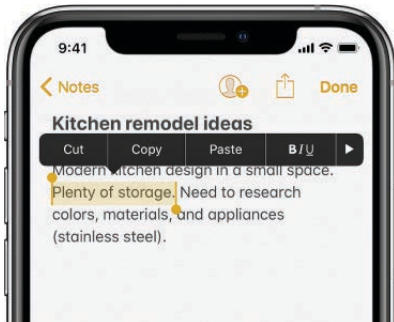 9:41
Notes
Done
Kitchen remodel ideas
Cut Copy Paste BIU
Modern kitchen design in a small space.
Plenty of storage. Need to research
colors, materials, and appliances
(stainless steel).